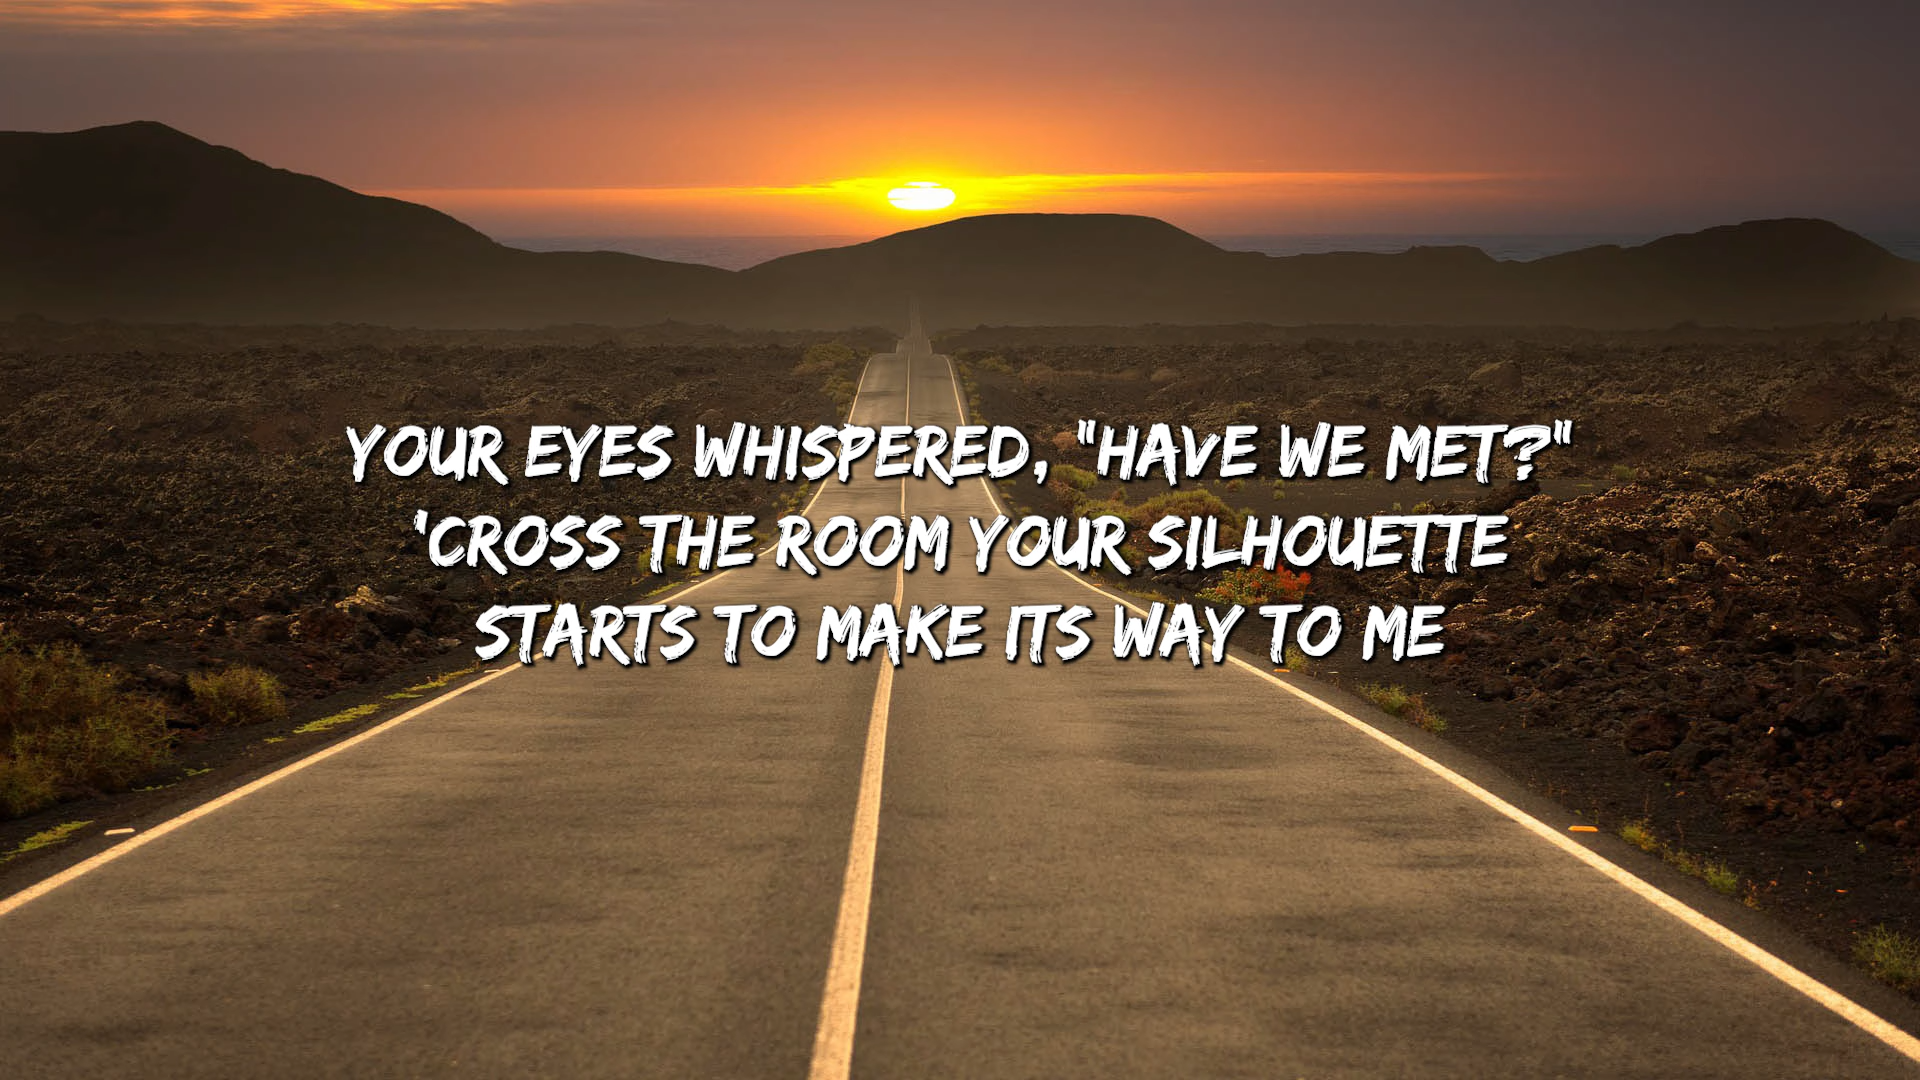 YOUR EYES WHISPERED, "HAVE WE MET?"
'CROSS THE ROOM YOUR SILHOUETTE
STARTS TO MAKE ITS WAY TO ME